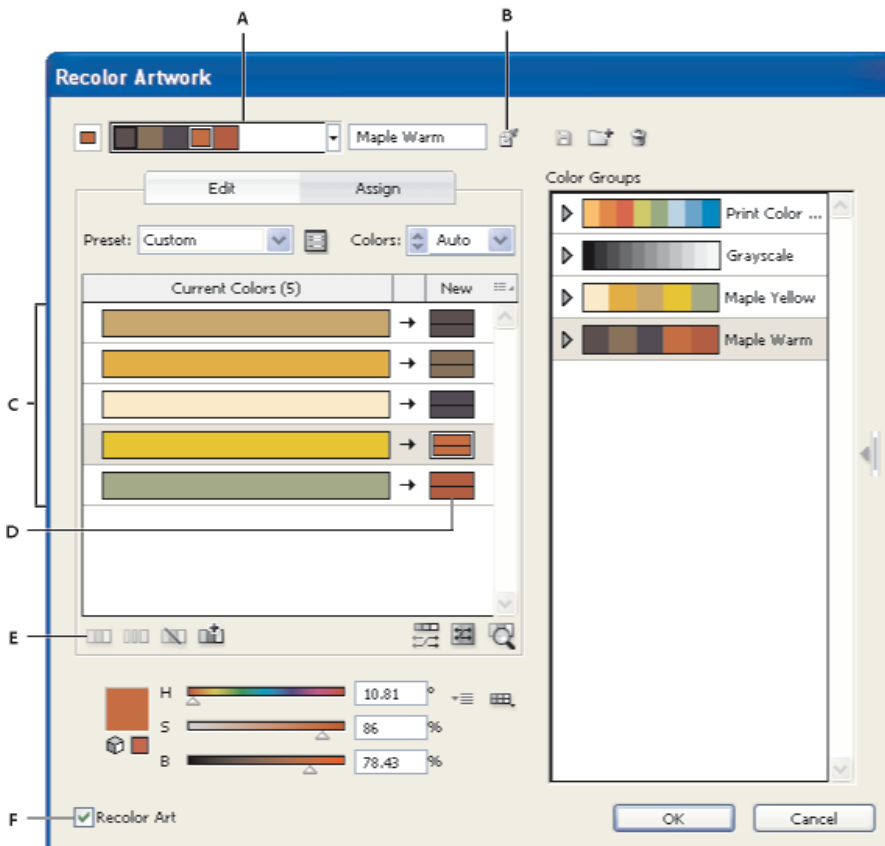 A
B
Recolor Artwork
Maple Warm
Color Groups
Edit
Assign
Print Color ...
Preset: Custom
Colors: Auto
Grayscale
Current Colors (5)
New
Maple Yellow
Maple Warm
C
D
E
H 10.81 °
S 86 %
B 78.43 %
F
Recolor Art
OK
Cancel